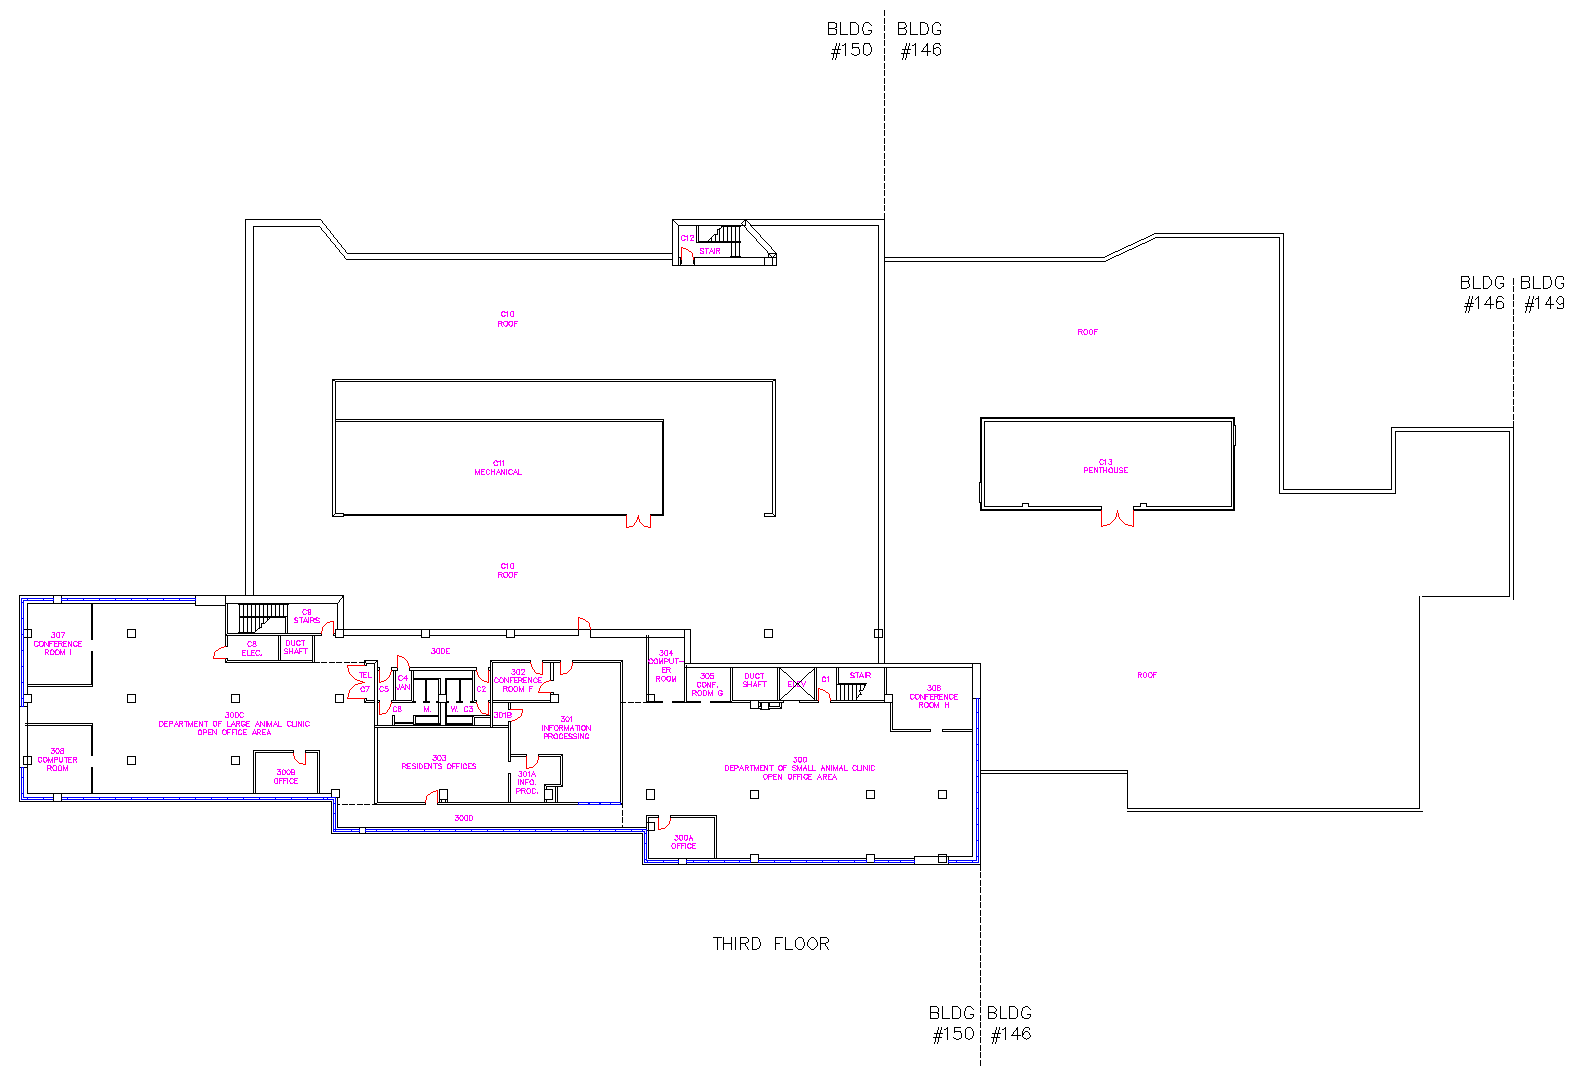 BLDG
#150
BLDG
#146
C12
STAIR
BLDG
#146
BLDG
#149
C10
ROOF
ROOF
C11
MECHANICAL
C13
PENTHOUSE
C10
ROOF
C9
STAIRS
307
CONFERENCE
ROOM I
C8
ELEC.
DUCT
SHAFT
300E
304
COMPUT-
ER
ROOM
TEL
C7
C5
C4
JAN
C2
302
CONFERENCE
ROOM F
305
CONF.
ROOM G
DUCT
SHAFT
ELEV
C1
STAIR
306
CONFERENCE
ROOM H
ROOF
C6
M.
W.
C3
301B
301
INFORMATION
PROCESSING
300C
DEPARTMENT OF LARGE ANIMAL CLINIC
OPEN OFFICE AREA
308
COMPUTER
ROOM
300B
OFFICE
303
RESIDENTS OFFICES
301A
INFO.
PROC.
300
DEPARTMENT OF SMALL ANIMAL CLINIC
OPEN OFFICE AREA
300D
300A
OFFICE
THIRD FLOOR
BLDG
#150
BLDG
#146